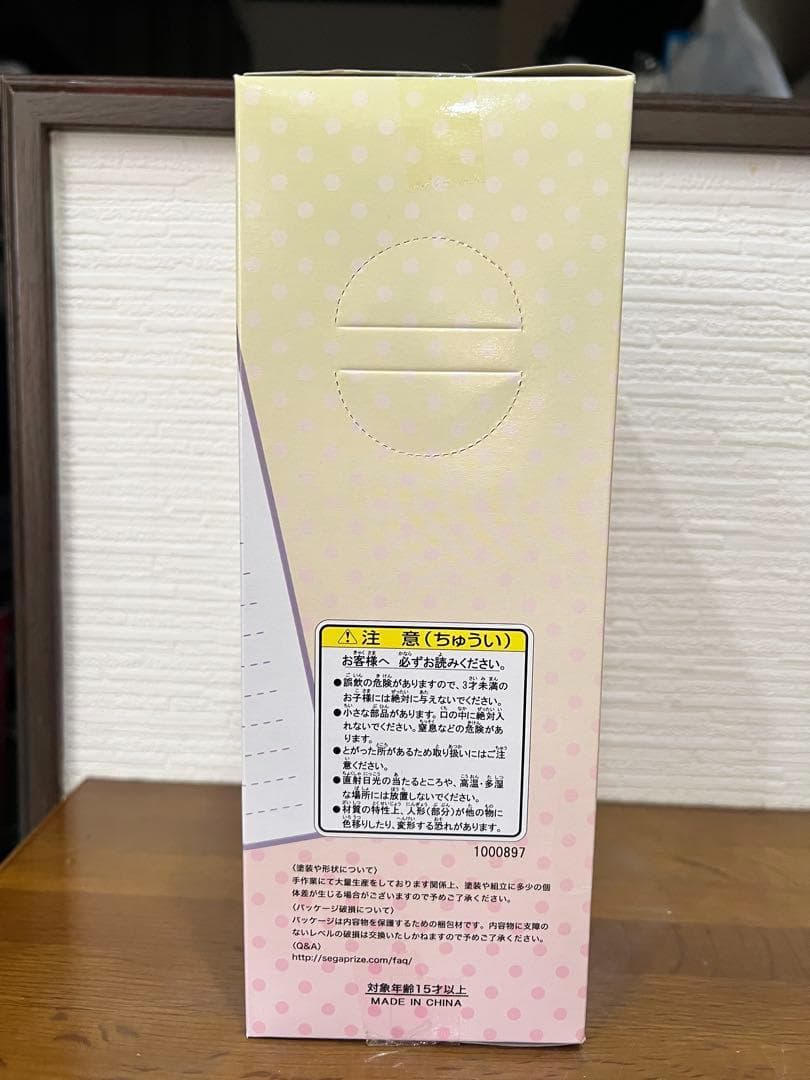 ⚠注 意(ちゅうい)
お客様へ 必ずお読みください。
●誤飲の危険がありますので、3才未満の
お子様には絶対に与えないでください。
●小さな部品があります。口の中に絶対入
れないでください。窒息などの危険があ
ります。
●とがった所があるため取り扱いにはご注
意ください。
●直射日光の当たるところや、高温・多湿
な場所には放置しないでください。
●材質の特性上、人形(部分)が他の物に
色移りしたり、変形する恐れがあります。
1000897
〈塗装や形状について〉
手作業にて大量生産をしております関係上、塗装や組立に多少の個
体差が生じる場合がございますので予めご了承ください。
〈パッケージ破損について〉
パッケージは内容物を保護するための梱包材です。内容物に支障の
ないレベルの破損は交換いたしかねますので予めご了承ください。
〈Q&A〉
http://segaprize.com/faq/
対象年齢15才以上
MADE IN CHINA